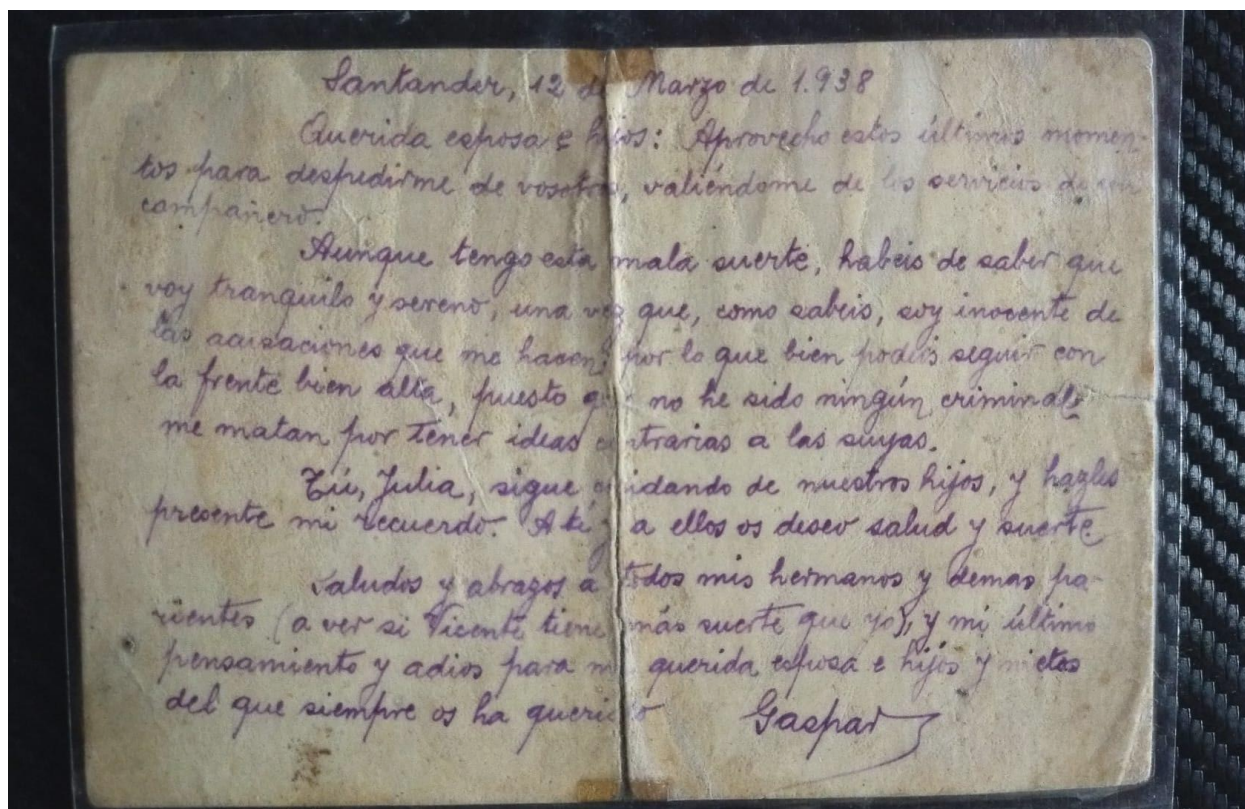 Santander, 12 de Marzo de 1.938
Querida esposa e hijos: Aprovecho estos últimos momen-
tos para despedirme de vosotros, valiéndome de los servicios de un
compañero.
Aunque tengo esta mala suerte, habeis de saber que
voy tranquilo y sereno, una vez que, como sabeis, soy inocente de
las acusaciones que me hacen; por lo que bien podeis seguir con
la frente bien alta, puesto que no he sido ningún criminal:
me matan por tener ideas contrarias a las suyas.
Tú, Julia, sigue cuidando de nuestros hijos, y hazles
presente mi recuerdo. A tí y a ellos os deseo salud y suerte
Saludos y abrazos a todos mis hermanos y demas pa-
rientes (a ver si Vicente tiene más suerte que yo), y mi último
pensamiento y adios para mi querida esposa e hijos y nietos
del que siempre os ha querido Gaspar